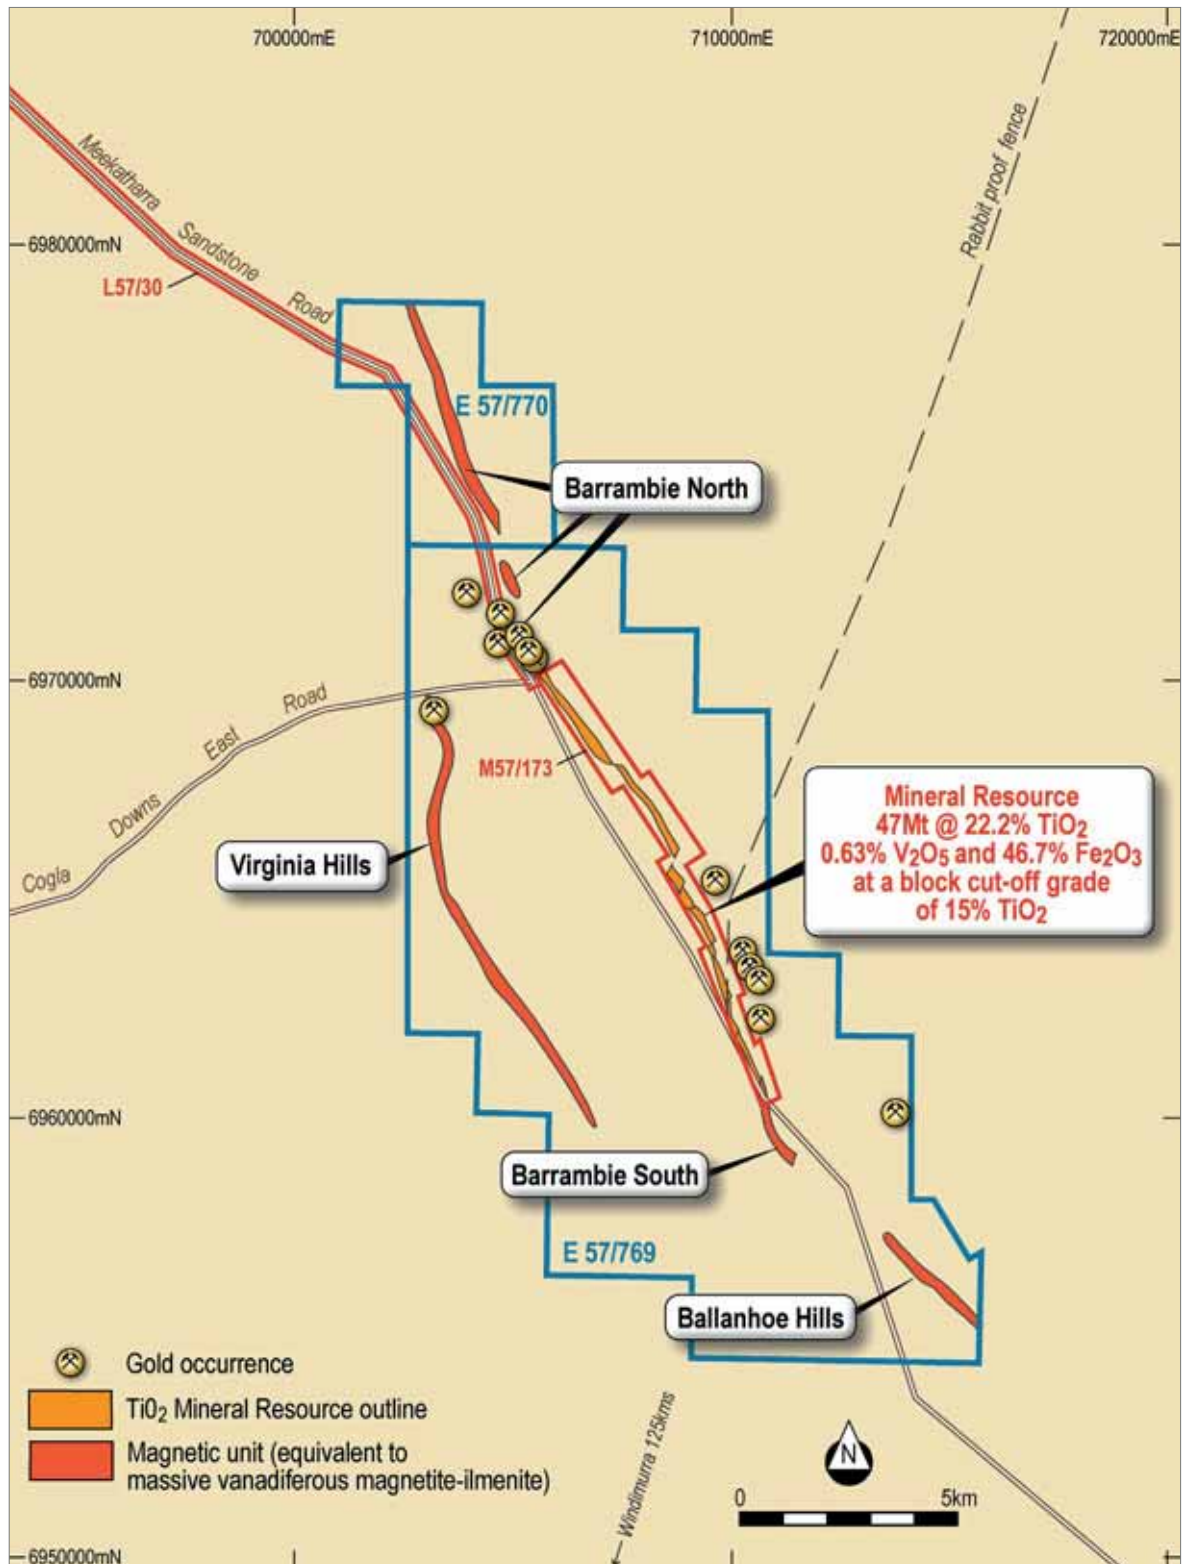 700000mE
710000mE
720000mE
Rabbit proof fence
Meekatharra
Sandstone
Road
6980000mN
L57/30
E 57/770
Barrambie North
6970000mN
Cogla
Downs
East
Road
M57/173
Mineral Resource
47Mt @ 22.2% TiO2
0.63% V2O5 and 46.7% Fe2O3
at a block cut-off grade
of 15% TiO2
Virginia Hills
6960000mN
Barrambie South
E 57/769
Ballanhoe Hills
Gold occurrence
Ti02 Mineral Resource outline
Magnetic unit (equivalent to
massive vanadiferous magnetite-ilmenite)
Windimurra 125kms
N
0
5km
6950000mN